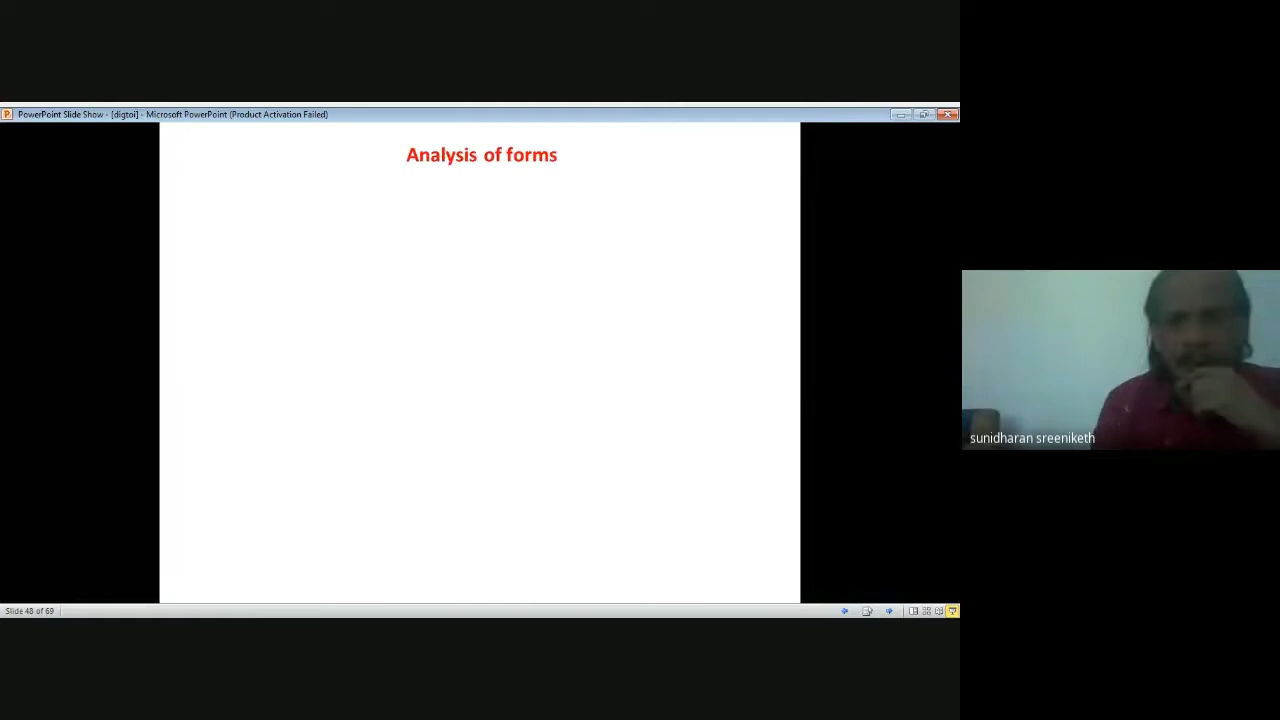 PowerPoint Slide Show - [digtoi] - Microsoft PowerPoint (Product Activation Failed)
Analysis of forms
sunidharan sreeniketh
Slide 48 of 69